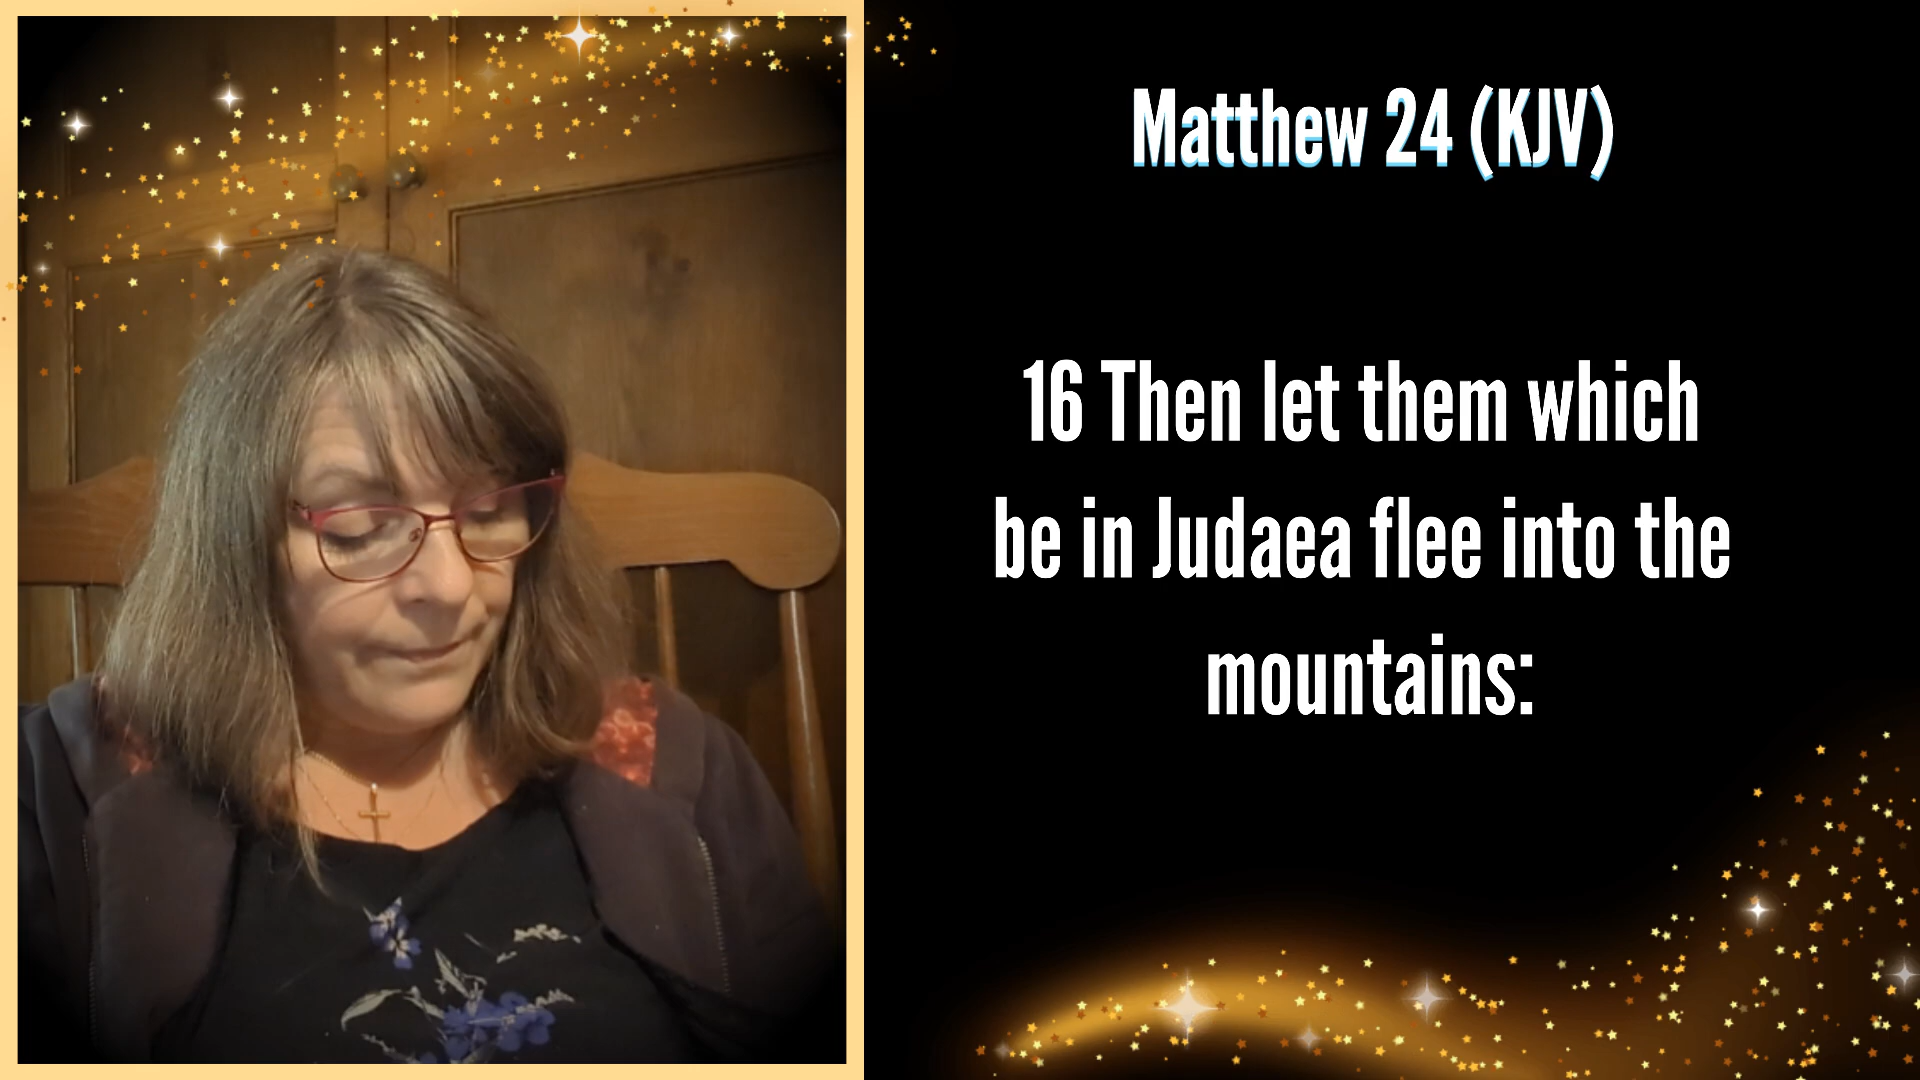 Matthew 24 (KJV)
16 Then let them which
be in Judaea flee into the
mountains: